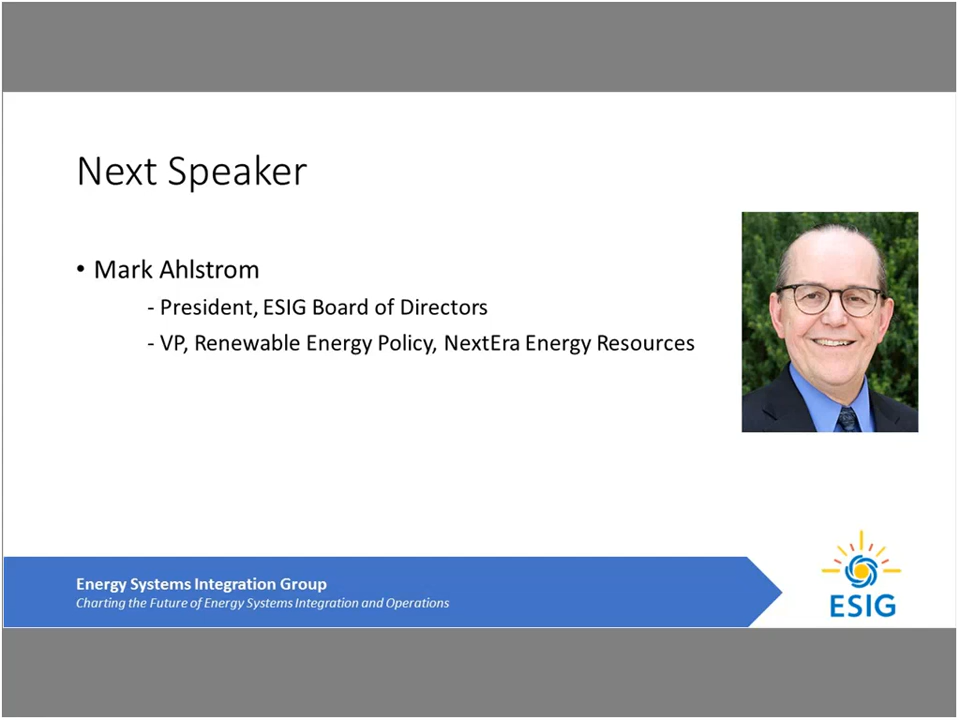 Next Speaker
• Mark Ahlstrom
- President, ESIG Board of Directors
- VP, Renewable Energy Policy, NextEra Energy Resources
Energy Systems Integration Group
Charting the Future of Energy Systems Integration and Operations
ESIG